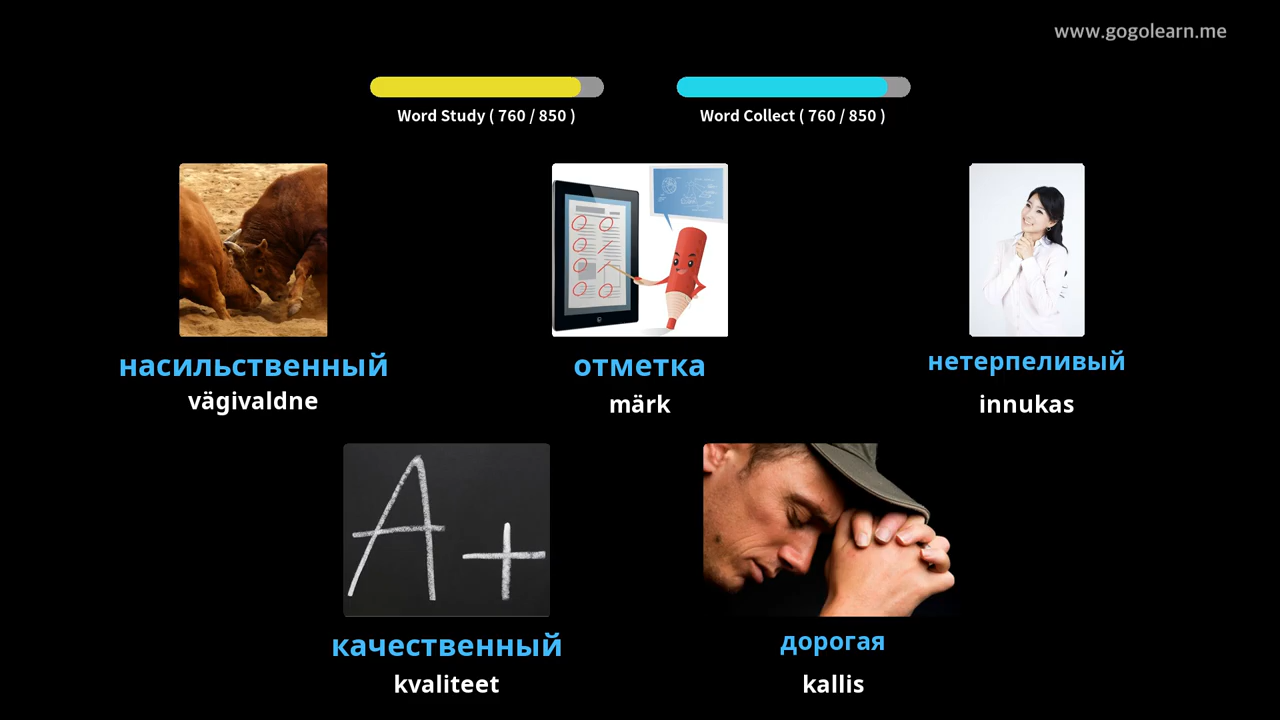 www.gogolearn.me
Word Study ( 760 / 850 )
Word Collect ( 760 / 850 )
насильственный
vägivaldne
отметка
märk
нетерпеливый
innukas
A+
качественный
kvaliteet
дорогая
kallis